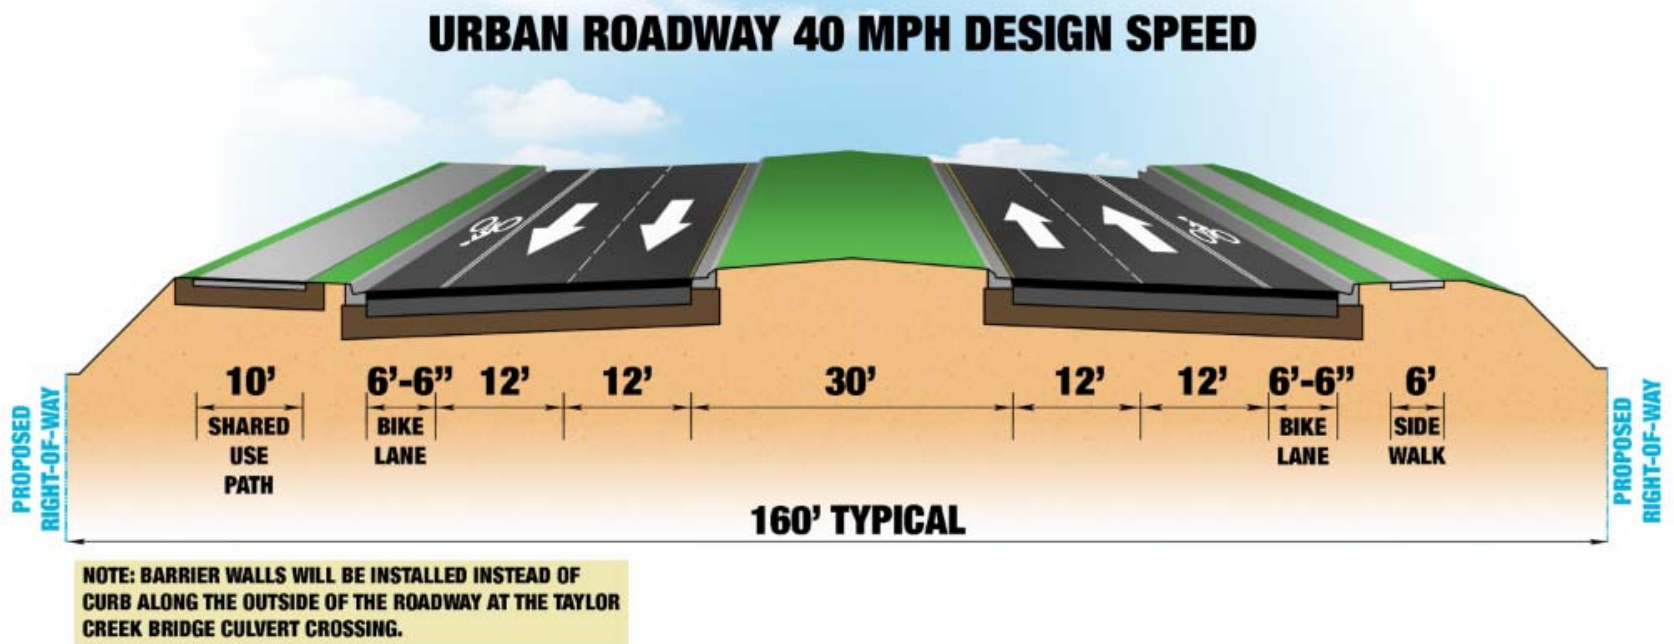 URBAN ROADWAY 40 MPH DESIGN SPEED
10’ 6’-6” 12’ 12’ 30’ 12’ 12’ 6’-6” 6’
SHARED
USE
PATH
BIKE
LANE
BIKE
LANE
SIDE
WALK
PROPOSED
RIGHT-OF-WAY
PROPOSED
RIGHT-OF-WAY
160’ TYPICAL
NOTE: BARRIER WALLS WILL BE INSTALLED INSTEAD OF
CURB ALONG THE OUTSIDE OF THE ROADWAY AT THE TAYLOR
CREEK BRIDGE CULVERT CROSSING.